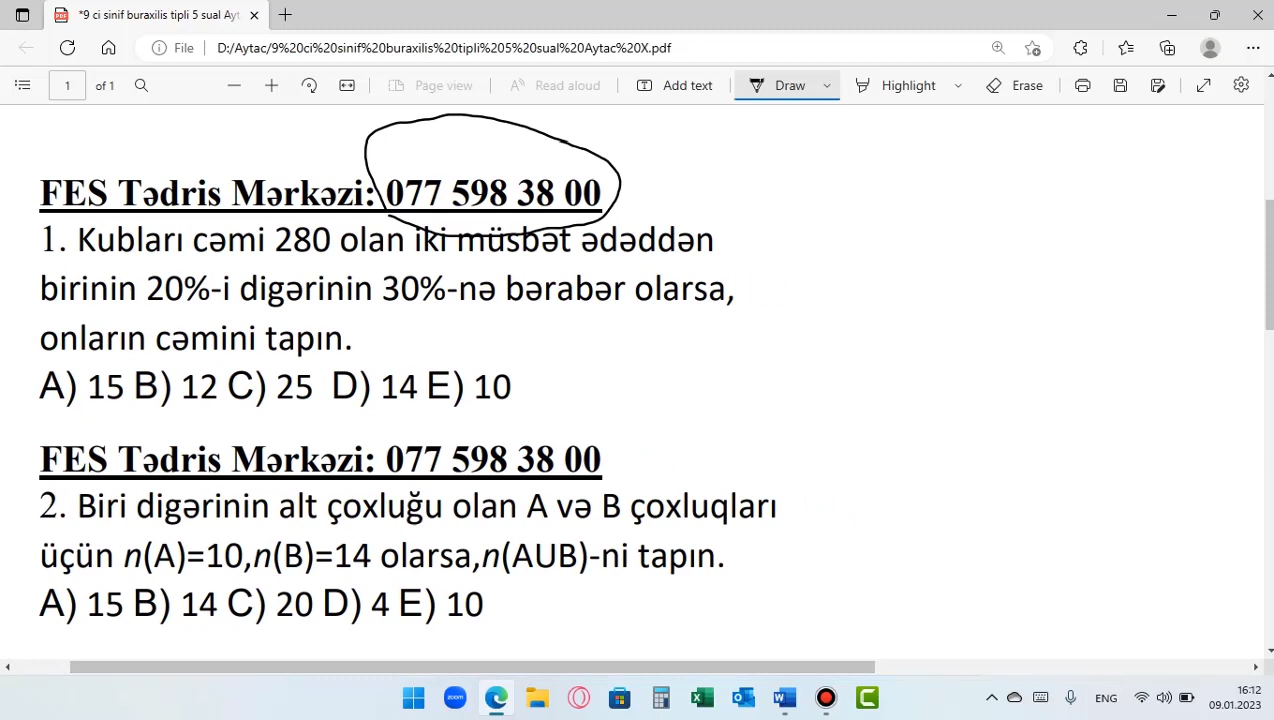 *9 ci sinif buraxilis tipli 5 sual Ayt
File D:/Aytac/9%20ci%20sinif%20buraxilis%20tipli%205%20sual%20Aytac%20X.pdf
1 of 1 Page view Read aloud Add text Draw Highlight Erase
FES Tədris Mərkəzi: 077 598 38 00
1. Kubları cəmi 280 olan iki müsbət ədəddən
birinin 20%-i digərinin 30%-nə bərabər olarsa,
onların cəmini tapın.
A) 15 B) 12 C) 25 D) 14 E) 10
FES Tədris Mərkəzi: 077 598 38 00
2. Biri digərinin alt çoxluğu olan A və B çoxluqları
üçün n(A)=10,n(B)=14 olarsa,n(AUB)-ni tapın.
A) 15 B) 14 C) 20 D) 4 E) 10
zoom ENG 16:12
09.01.2023